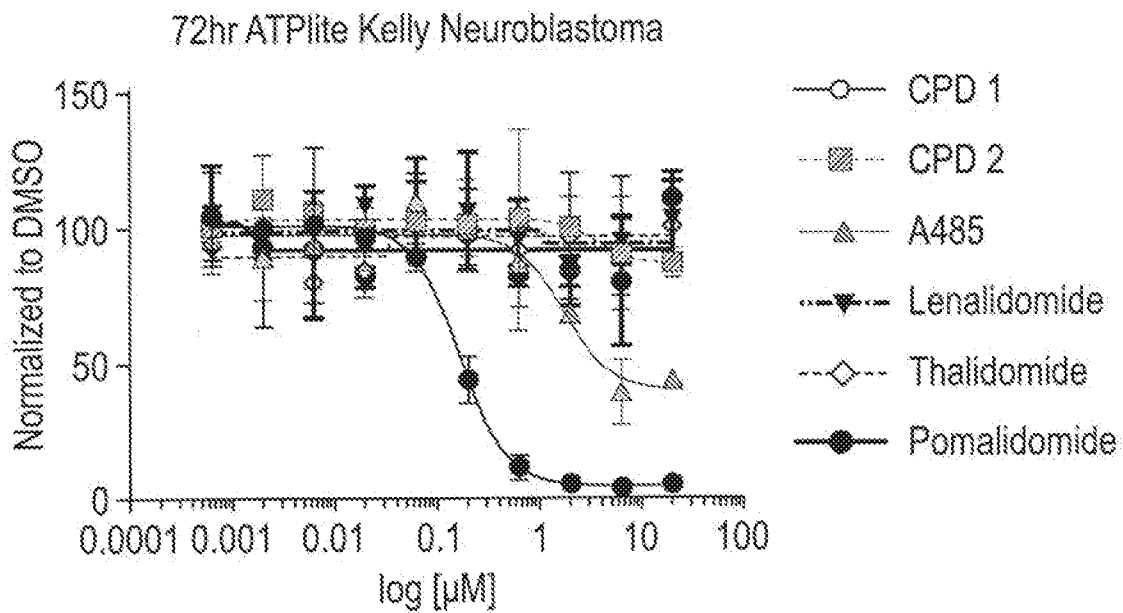 72hr ATPlite Kelly Neuroblastoma
Normalized to DMSO
150
100
50
0
0.0001 0.001 0.01 0.1 1 10 100
log [µM]
CPD 1
CPD 2
A485
Lenalidomide
Thalidomide
Pomalidomide